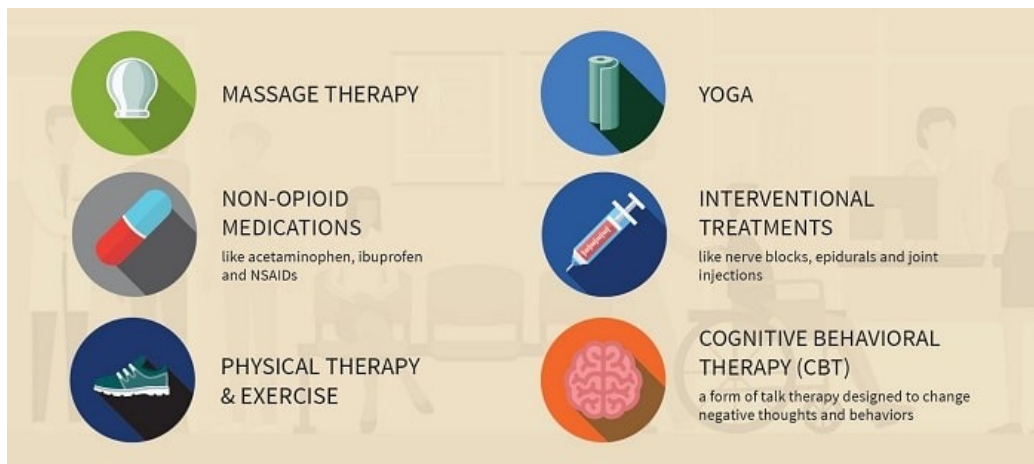 MASSAGE THERAPY
YOGA
NON-OPIOID
MEDICATIONS
like acetaminophen, ibuprofen
and NSAIDs
INTERVENTIONAL
TREATMENTS
like nerve blocks, epidurals and joint
injections
PHYSICAL THERAPY
& EXERCISE
COGNITIVE BEHAVIORAL
THERAPY (CBT)
a form of talk therapy designed to change
negative thoughts and behaviors